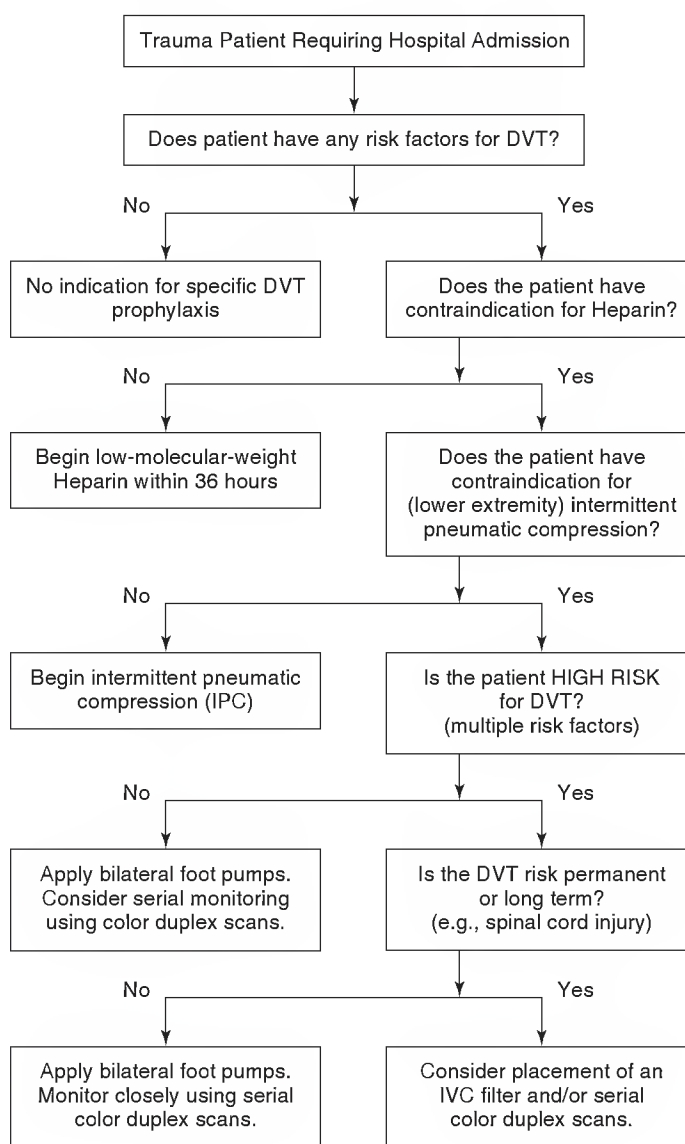 Trauma Patient Requiring Hospital Admission
Does patient have any risk factors for DVT?
No
Yes
No indication for specific DVT
prophylaxis
Does the patient have
contraindication for Heparin?
No
Yes
Begin low-molecular-weight
Heparin within 36 hours
Does the patient have
contraindication for
(lower extremity) intermittent
pneumatic compression?
No
Yes
Begin intermittent pneumatic
compression (IPC)
Is the patient HIGH RISK
for DVT?
(multiple risk factors)
No
Yes
Apply bilateral foot pumps.
Consider serial monitoring
using color duplex scans.
Is the DVT risk permanent
or long term?
(e.g., spinal cord injury)
No
Yes
Apply bilateral foot pumps.
Monitor closely using serial
color duplex scans.
Consider placement of an
IVC filter and/or serial
color duplex scans.